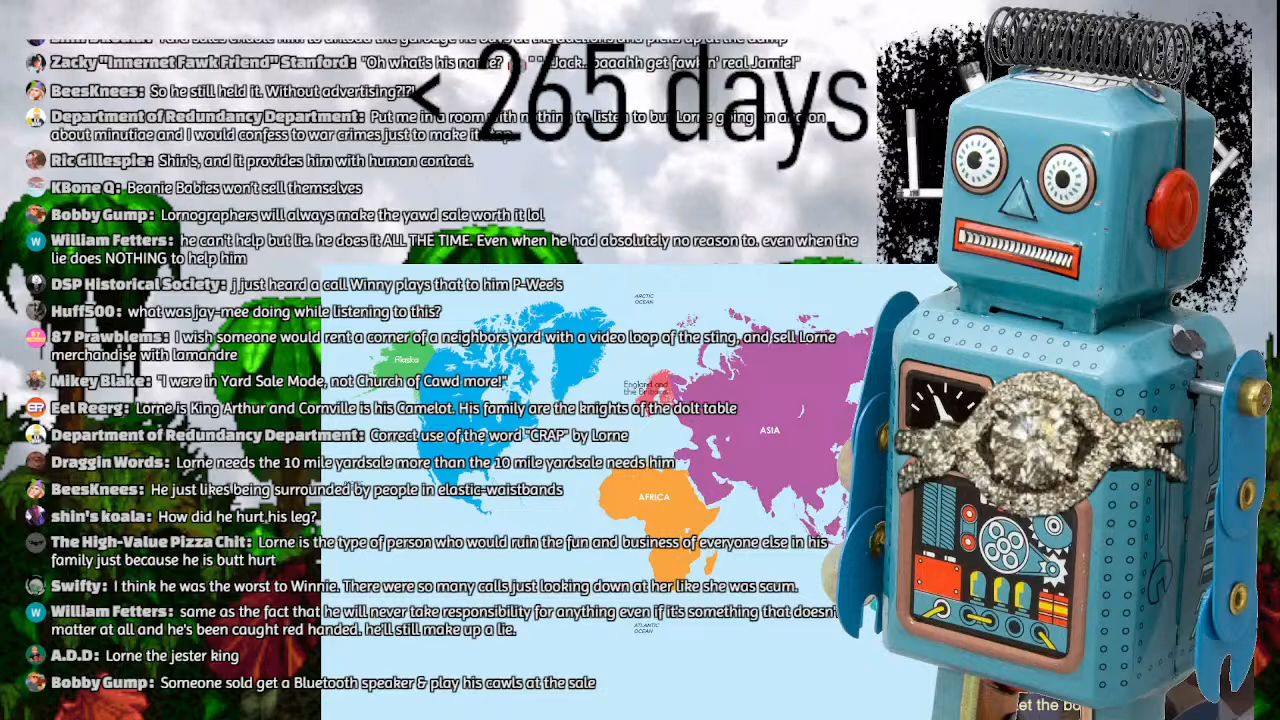 < 265 days
Zacky "Innernet Fawk Friend" Stanford: "Oh what's his name? " "Jack..baaahh get fawkin' real Jamie!"
BeesKnees: So he still held it. Without advertising?!?!
Department of Redundancy Department: Put me in a room with nothing to listen to but Lorne going on and on
about minutiae and I would confess to war crimes just to make it stop
Ric Gillespie: Shin's, and it provides him with human contact.
KBone Q: Beanie Babies won't sell themselves
Bobby Gump: Lornographers will always make the yawd sale worth it lol
William Fetters: he can't help but lie. he does it ALL THE TIME. Even when he had absolutely no reason to. even when the
lie does NOTHING to help him
DSP Historical Society: j just heard a call Winny plays that to him P-Wee's
Huff500: what was jay-mee doing while listening to this?
87 Prawblems: I wish someone would rent a corner of a neighbors yard with a video loop of the sting, and sell Lorne
merchandise with lamandre
MikeyBlake: "I were in Yard Sale Mode, not Church of Cawd more!"
Eel Reerg: Lorne is King Arthur and Cornville is his Camelot. His family are the knights of the dolt table
Department of Redundancy Department: Correct use of the word "CRAP" by Lorne
Draggin Words: Lorne needs the 10 mile yardsale more than the 10 mile yardsale needs him
BeesKnees: He just likes being surrounded by people in elastic-waistbands
shin's koala: How did he hurt his leg?
The High-Value Pizza Chit: Lorne is the type of person who would ruin the fun and business of everyone else in his
family just because he is butt hurt
Swifty: I think he was the worst to Winnie. There were so many calls just looking down at her like she was scum.
William Fetters: same as the fact that he will never take responsibility for anything even if it's something that doesn't
matter at all and he's been caught red handed. he'll still make up a lie.
A.D.D: Lorne the jester king
Bobby Gump: Someone sold get a Bluetooth speaker & play his cawls at the sale
ARCTIC
OCEAN
Alaska
England and
the Britains
ASIA
AFRICA
ATLANTIC
OCEAN